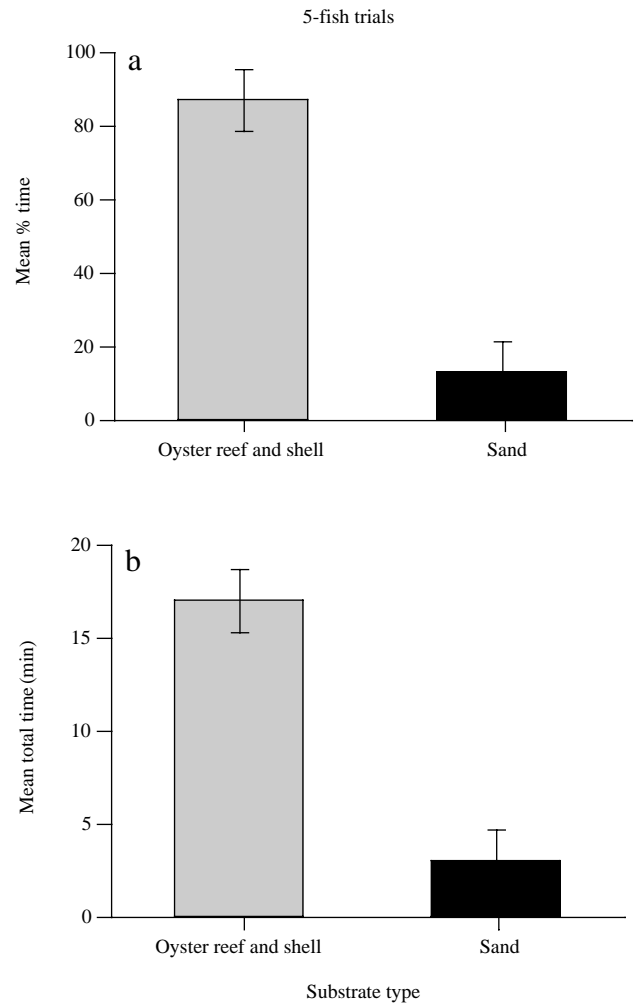 5-fish trials
a
100
80
60
40
20
0
Mean % time
Oyster reef and shell
Sand
b
20
15
10
5
0
Mean total time (min)
Oyster reef and shell
Sand
Substrate type